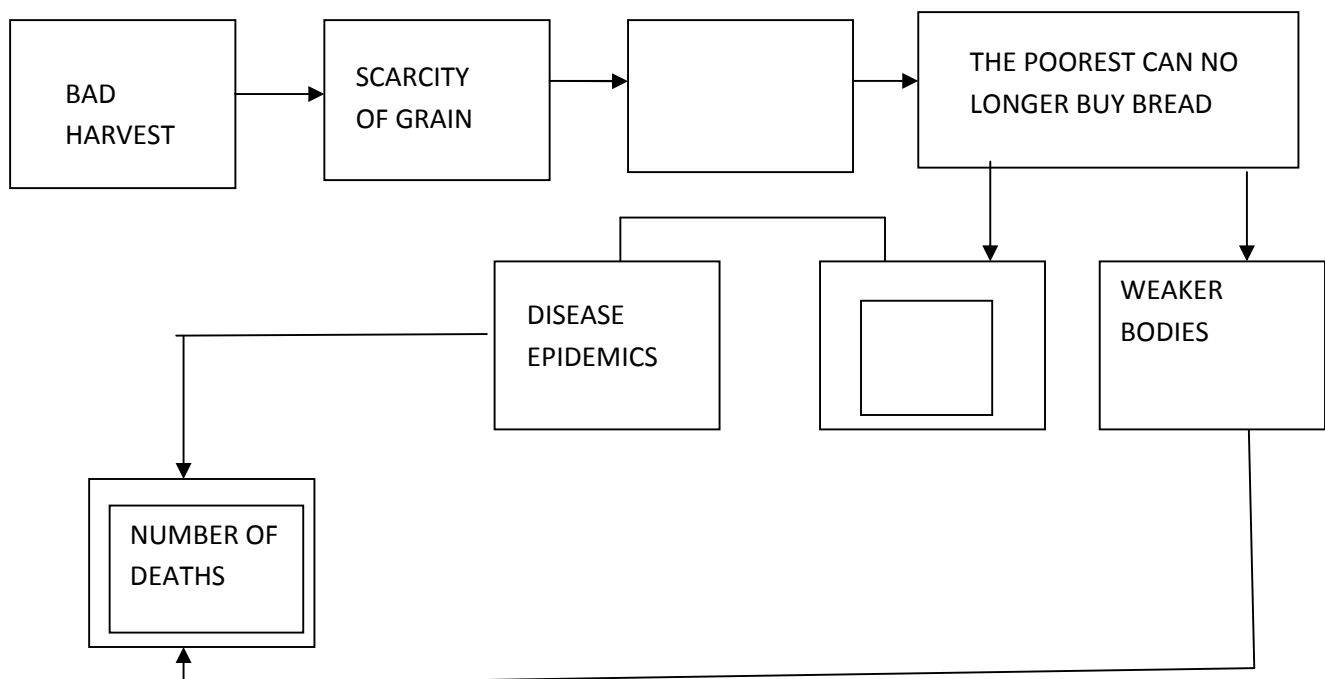 BAD
HARVEST
SCARCITY
OF GRAIN
THE POOREST CAN NO
LONGER BUY BREAD
DISEASE
EPIDEMICS
WEAKER
BODIES
NUMBER OF
DEATHS